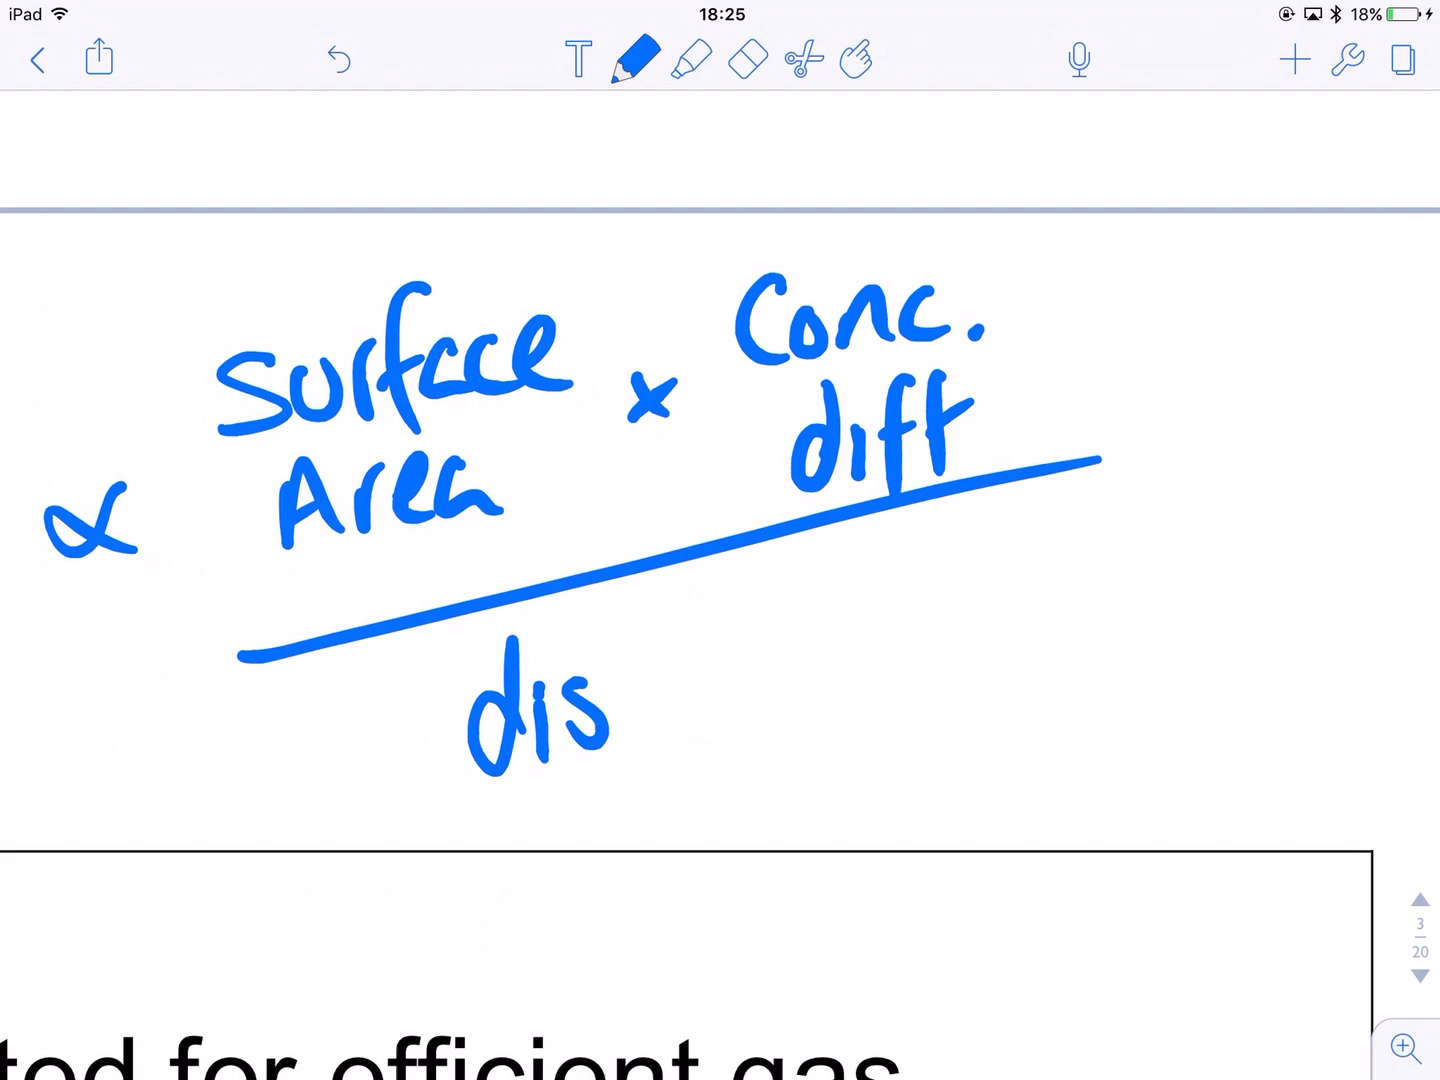 iPad 18:25 18%
T
Surface × Conc.
∝ Area diff
dis
3
20
ted for efficient gas